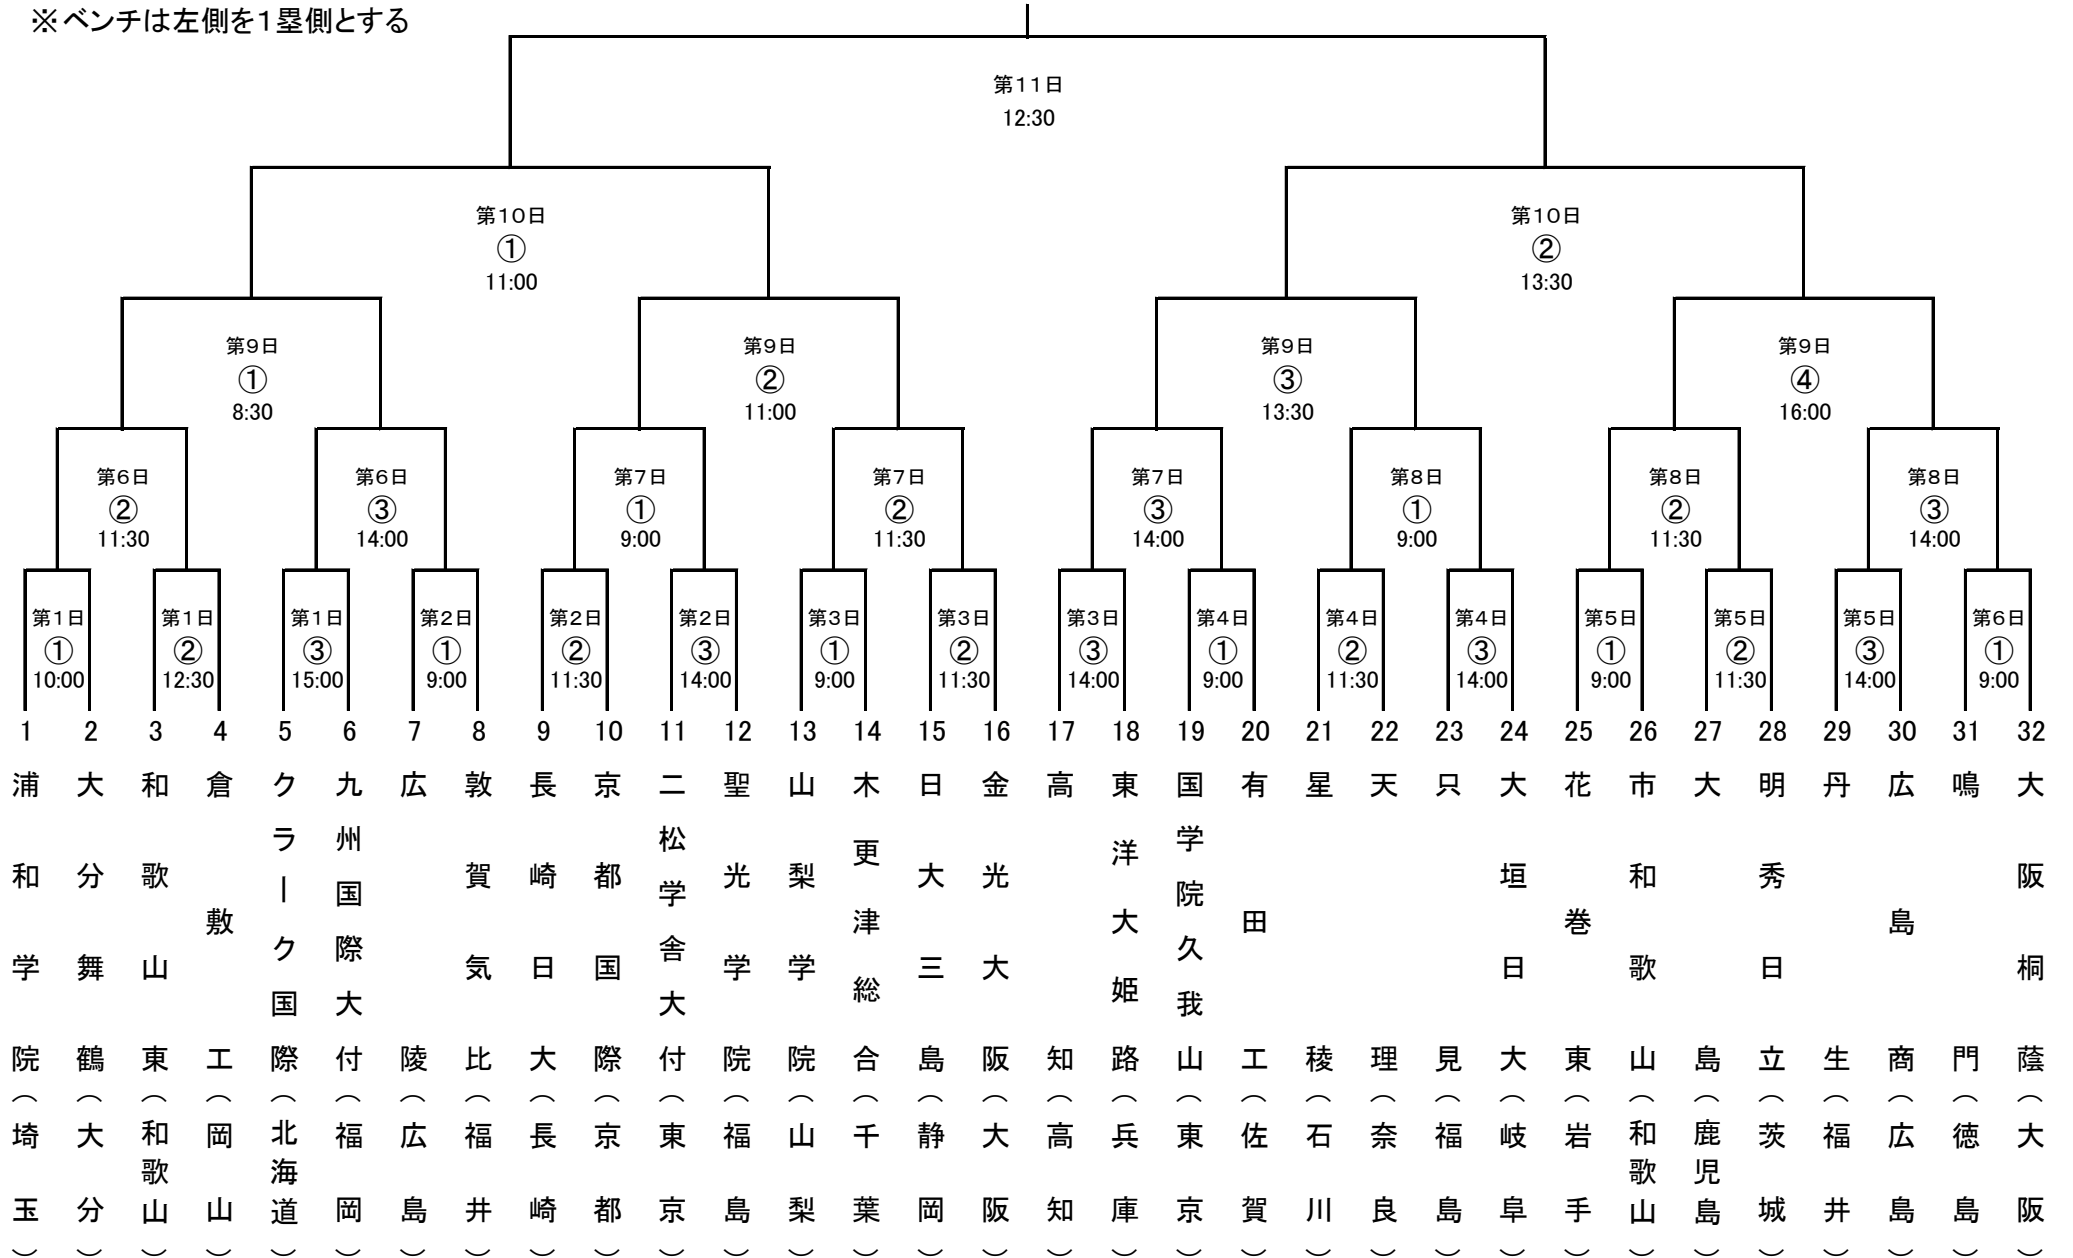 ※ベンチは左側を1塁側とする
第11日
12:30
第10日
①
11:00
第10日
②
13:30
第9日
①
8:30
第9日
②
11:00
第9日
③
13:30
第9日
④
16:00
第6日
②
11:30
第6日
③
14:00
第7日
①
9:00
第7日
②
11:30
第7日
③
14:00
第8日
①
9:00
第8日
②
11:30
第8日
③
14:00
第1日
①
10:00
第1日
②
12:30
第1日
③
15:00
第2日
①
9:00
第2日
②
11:30
第2日
③
14:00
第3日
①
9:00
第3日
②
11:30
第3日
③
14:00
第4日
①
9:00
第4日
②
11:30
第4日
③
14:00
第5日
①
9:00
第5日
②
11:30
第5日
③
14:00
第6日
①
9:00
1
浦和学院(埼玉)
2
大分舞鶴(大分)
3
和歌山東(和歌山)
4
倉敷工(岡山)
5
クラーク国際(北海道)
6
九州国際大付(福岡)
7
広陵(広島)
8
敦賀気比(福井)
9
長崎日大(長崎)
10
京都国際(京都)
11
二松学舎大付(東京)
12
聖光学院(福島)
13
山梨学院(山梨)
14
木更津総合(千葉)
15
日大三島(静岡)
16
金光大阪(大阪)
17
高知(高知)
18
東洋大姫路(兵庫)
19
国学院久我山(東京)
20
有田工(佐賀)
21
星稜(石川)
22
天理(奈良)
23
只見(福島)
24
大垣日大(岐阜)
25
花巻東(岩手)
26
市和歌山(和歌山)
27
大島(鹿児島)
28
明秀日立(茨城)
29
丹生(福井)
30
広島商(広島)
31
鳴門(徳島)
32
大阪桐蔭(大阪)